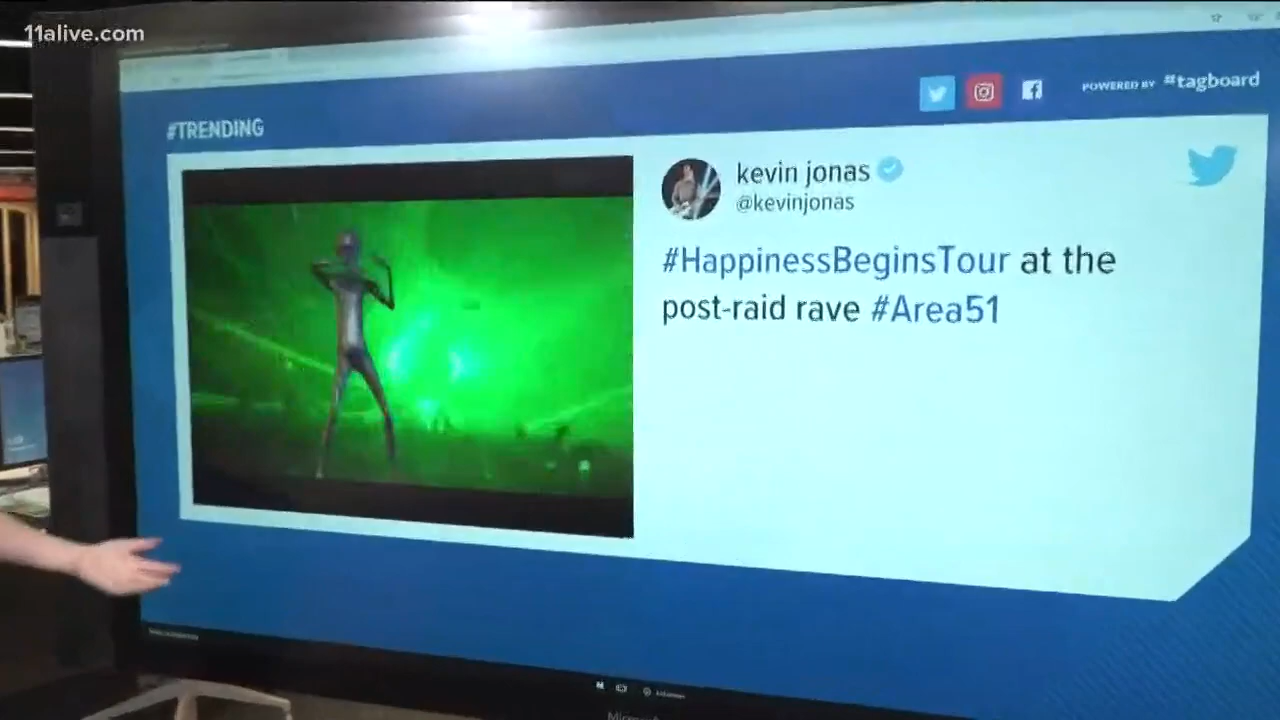 11alive.com
#TRENDING
POWERED BY #tagboard
kevin jonas
@kevinjonas
#HappinessBeginsTour at the
post-raid rave #Area51